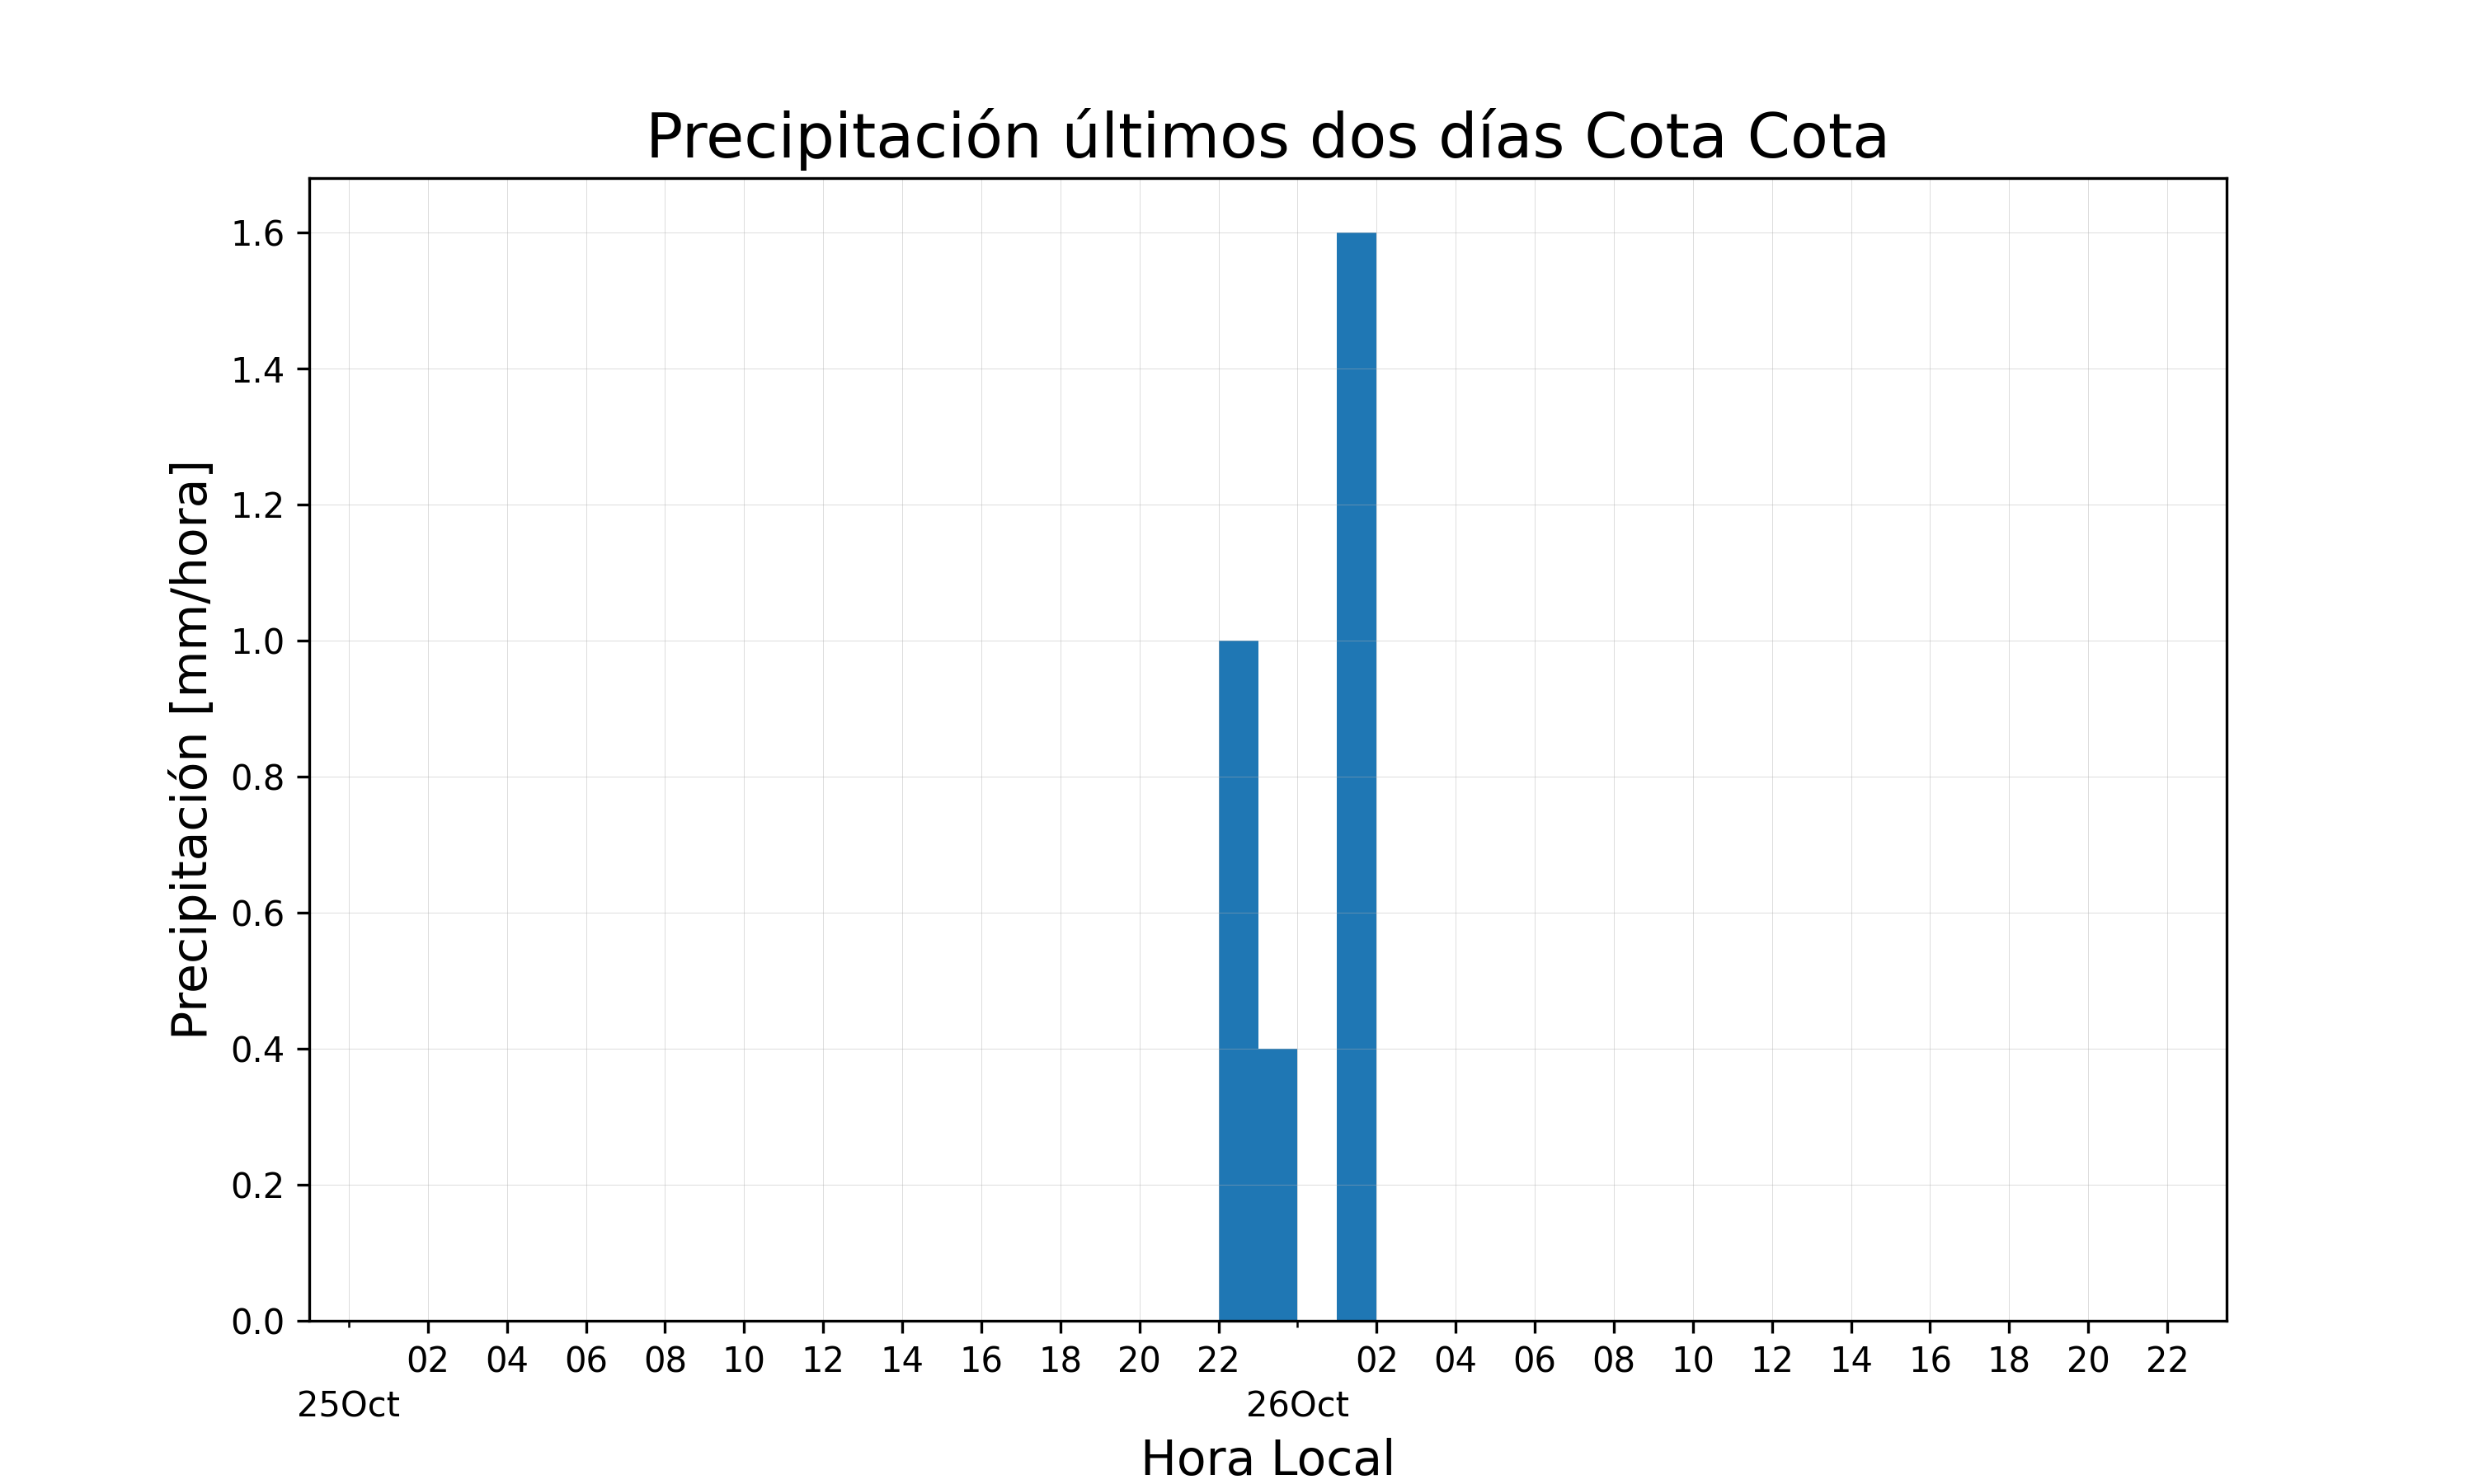 Precipitación últimos dos días Cota Cota
Precipitación [mm/hora]
1.6
1.4
1.2
1.0
0.8
0.6
0.4
0.2
0.0
02 04 06 08 10 12 14 16 18 20 22 02 04 06 08 10 12 14 16 18 20 22
25Oct 26Oct
Hora Local